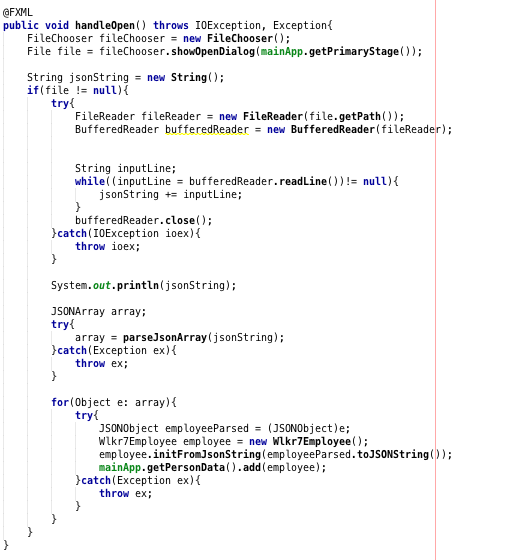 @FXML
public void handleOpen() throws IOException, Exception{
    FileChooser fileChooser = new FileChooser();
    File file = fileChooser.showOpenDialog(mainApp.getPrimaryStage());

    String jsonString = new String();
    if(file != null){
        try{
            FileReader fileReader = new FileReader(file.getPath());
            BufferedReader bufferedReader = new BufferedReader(fileReader);


            String inputLine;
            while((inputLine = bufferedReader.readLine())!= null){
                jsonString += inputLine;
            }
            bufferedReader.close();
        }catch(IOException ioex){
            throw ioex;
        }

        System.out.println(jsonString);

        JSONArray array;
        try{
            array = parseJsonArray(jsonString);
        }catch(Exception ex){
            throw ex;
        }

        for(Object e: array){
            try{
                JSONObject employeeParsed = (JSONObject)e;
                Wlkr7Employee employee = new Wlkr7Employee();
                employee.initFromJsonString(employeeParsed.toJSONString());
                mainApp.getPersonData().add(employee);
            }catch(Exception ex){
                throw ex;
            }
        }
    }
}